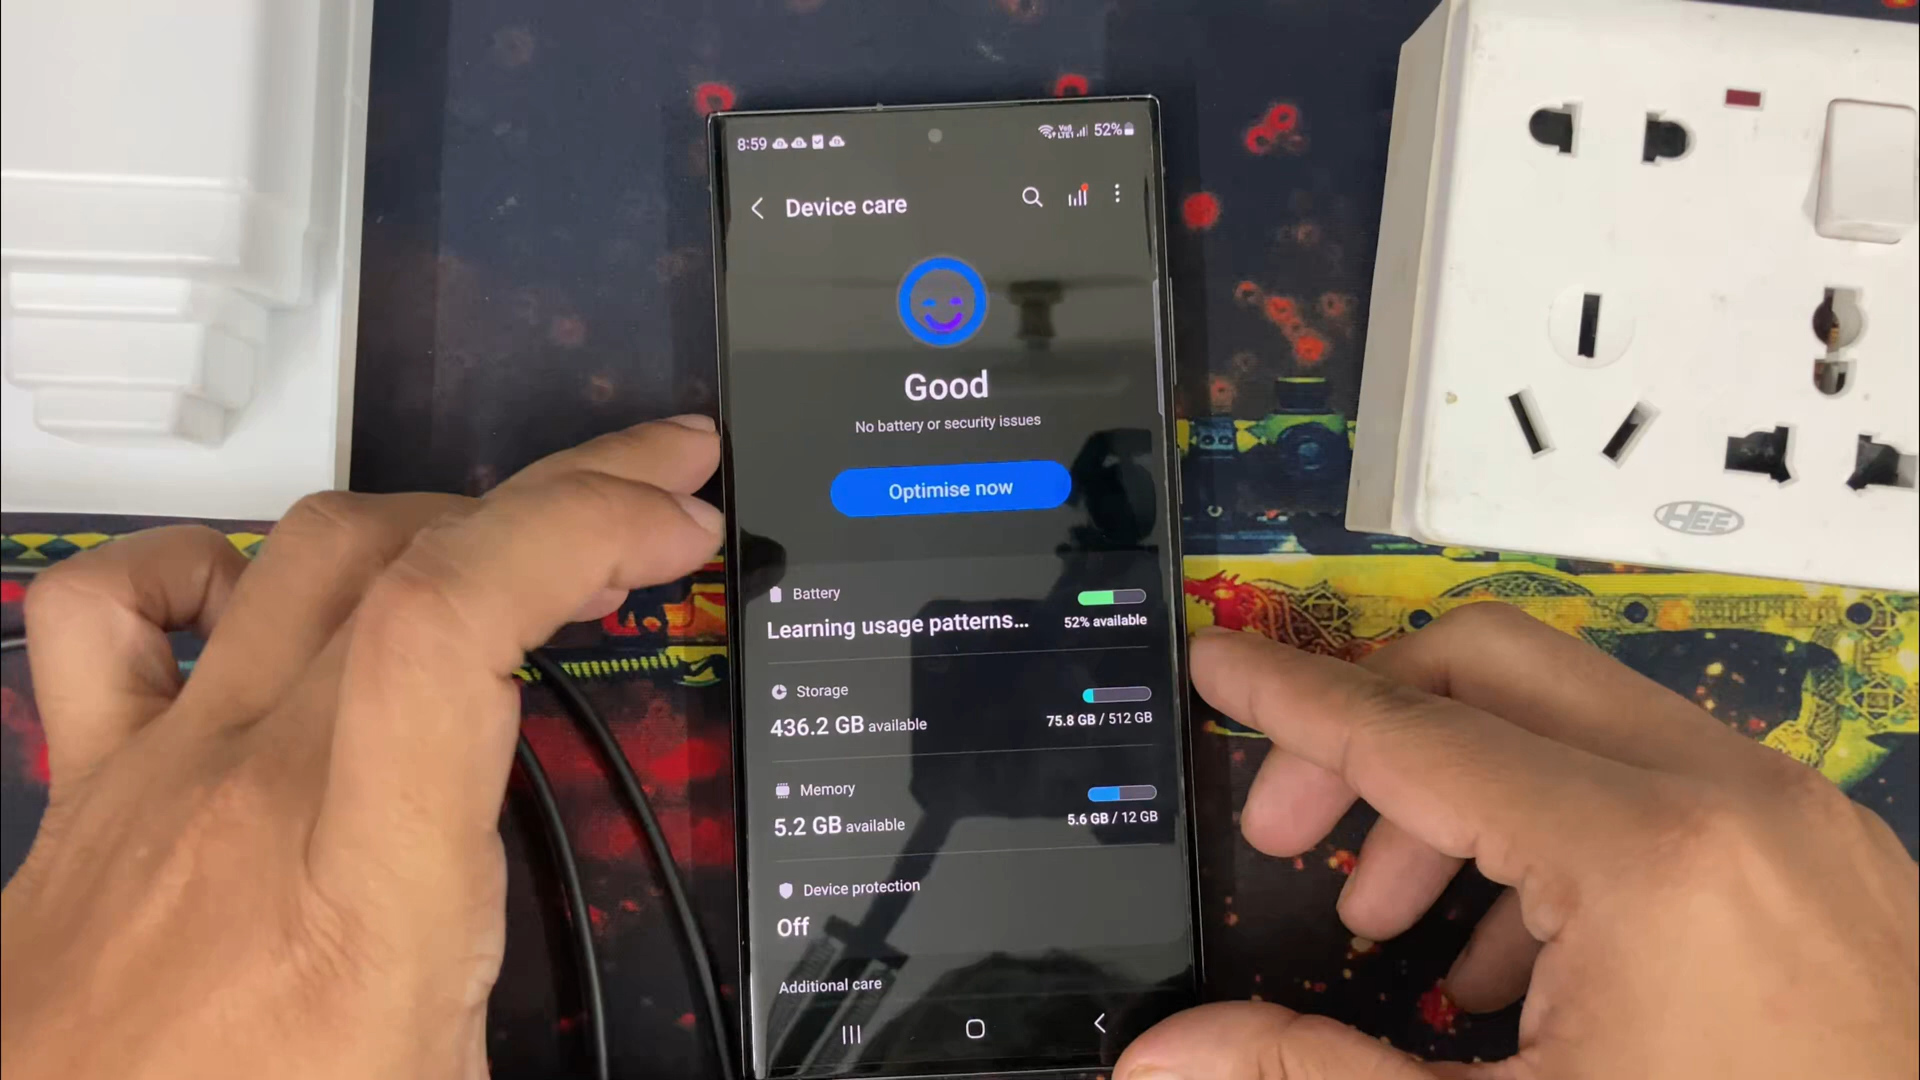 8:59
Vo8
LTE1
52%
Device care
Good
No battery or security issues
Optimise now
Battery
Learning usage patterns...
52% available
Storage
436.2 GB available
75.8 GB / 512 GB
Memory
5.2 GB available
5.6 GB / 12 GB
Device protection
Off
Additional care
HEE